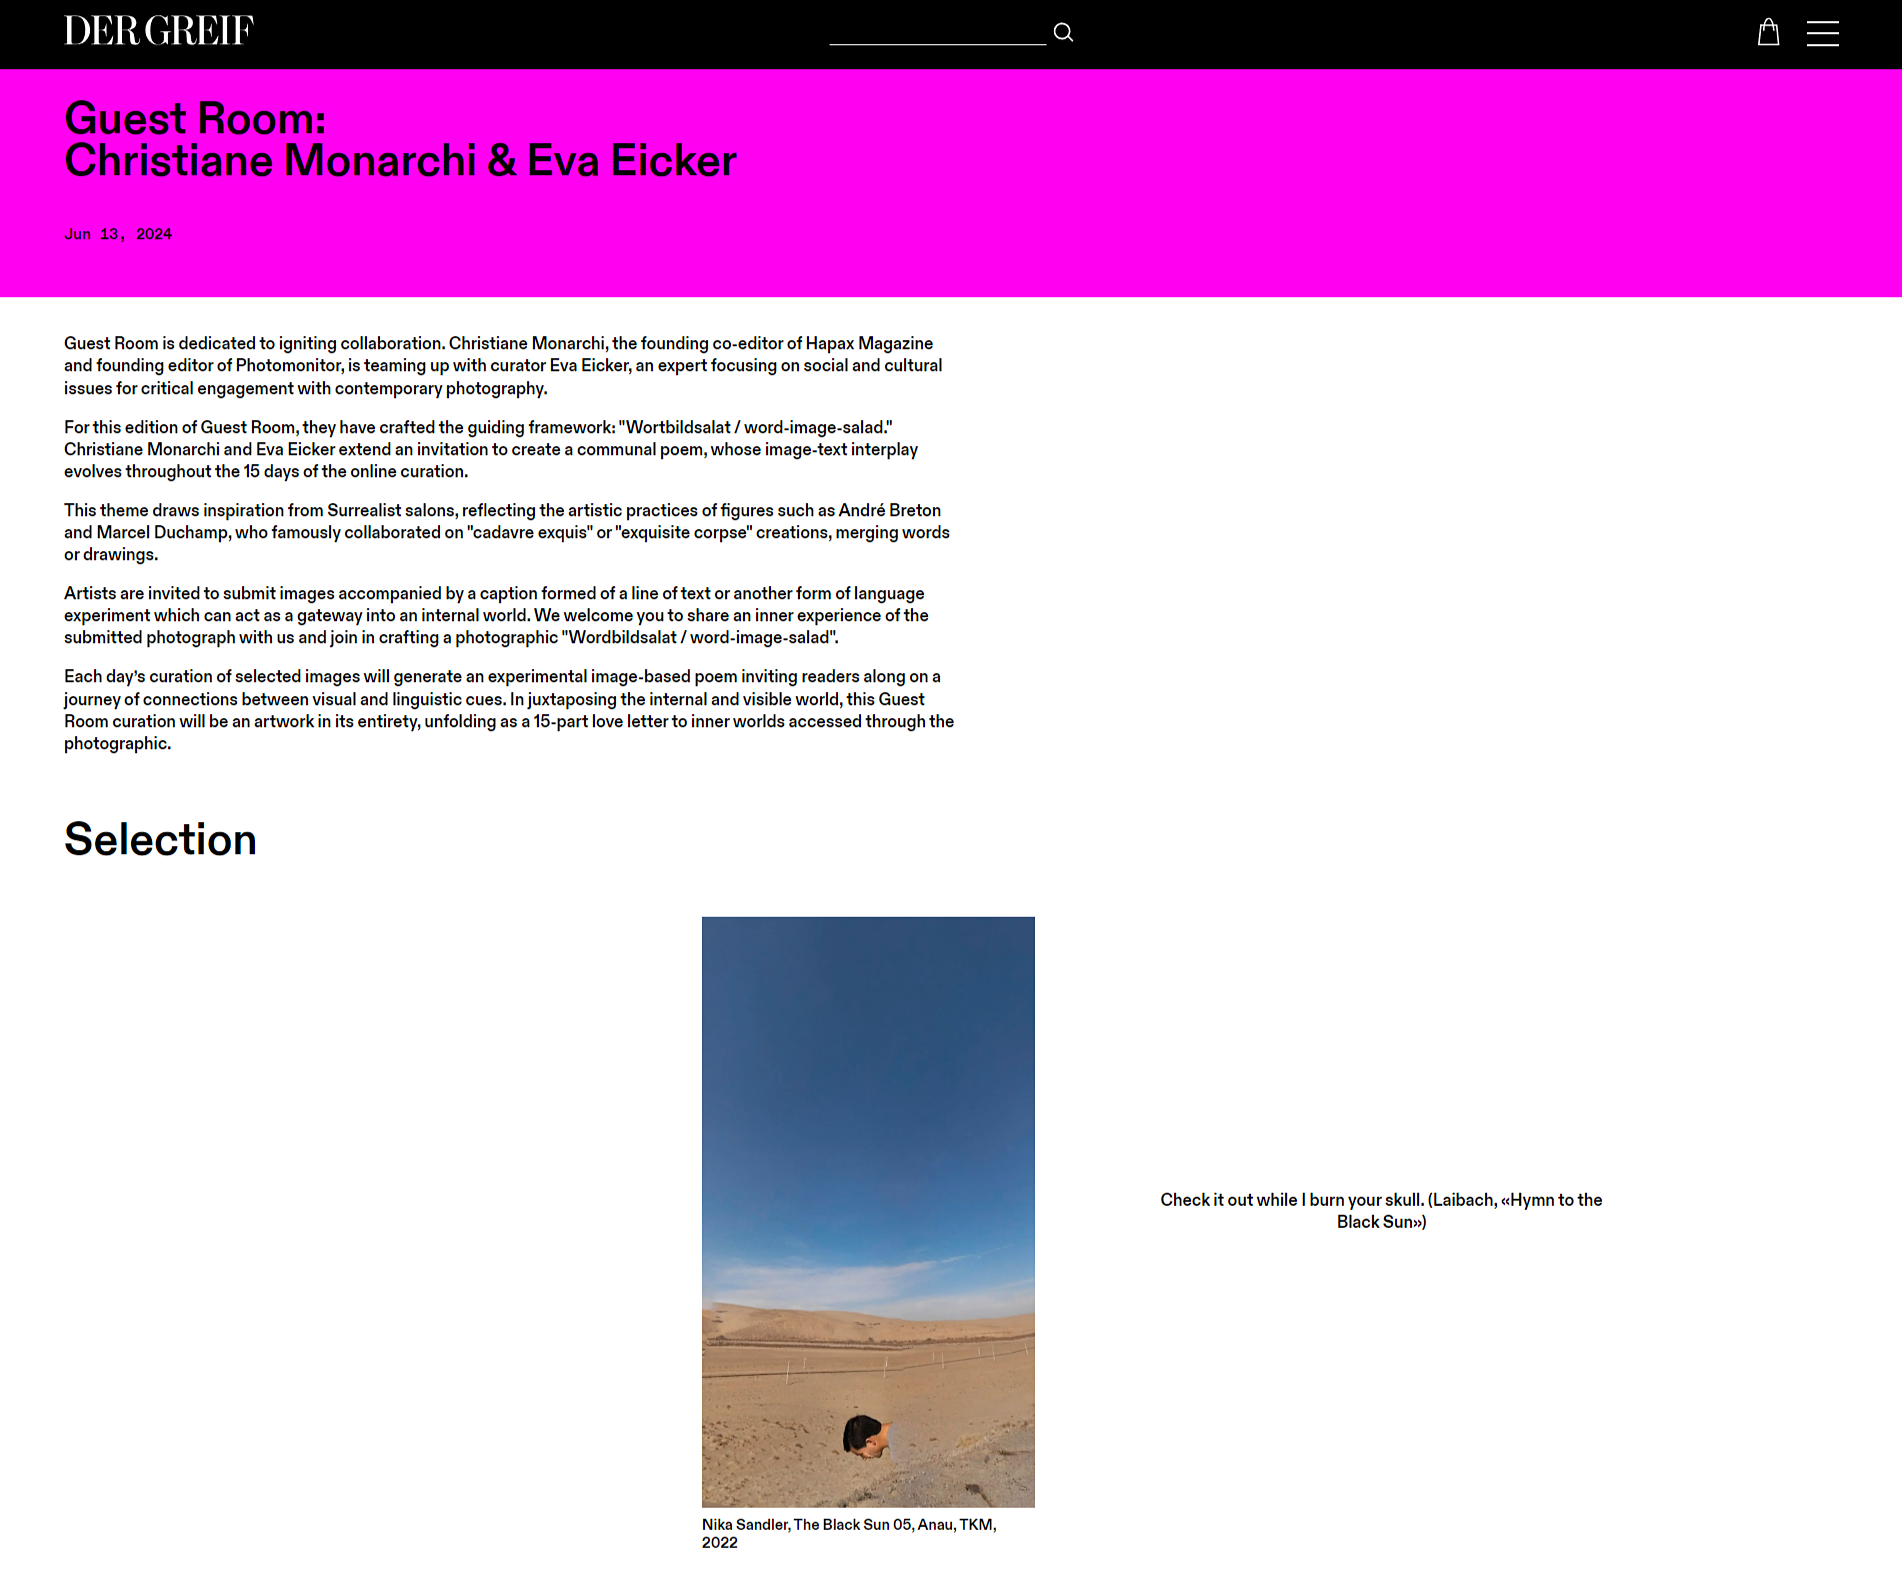 DER GREIF
Guest Room:
Christiane Monarchi & Eva Eicker
Jun 13, 2024
Guest Room is dedicated to igniting collaboration. Christiane Monarchi, the founding co-editor of Hapax Magazine
and founding editor of Photomonitor, is teaming up with curator Eva Eicker, an expert focusing on social and cultural
issues for critical engagement with contemporary photography.
For this edition of Guest Room, they have crafted the guiding framework: "Wortbildsalat / word-image-salad."
Christiane Monarchi and Eva Eicker extend an invitation to create a communal poem, whose image-text interplay
evolves throughout the 15 days of the online curation.
This theme draws inspiration from Surrealist salons, reflecting the artistic practices of figures such as André Breton
and Marcel Duchamp, who famously collaborated on "cadavre exquis" or "exquisite corpse" creations, merging words
or drawings.
Artists are invited to submit images accompanied by a caption formed of a line of text or another form of language
experiment which can act as a gateway into an internal world. We welcome you to share an inner experience of the
submitted photograph with us and join in crafting a photographic "Wordbildsalat / word-image-salad".
Each day’s curation of selected images will generate an experimental image-based poem inviting readers along on a
journey of connections between visual and linguistic cues. In juxtaposing the internal and visible world, this Guest
Room curation will be an artwork in its entirety, unfolding as a 15-part love letter to inner worlds accessed through the
photographic.
Selection
Check it out while I burn your skull. (Laibach, «Hymn to the
Black Sun»)
Nika Sandler, The Black Sun 05, Anau, TKM,
2022